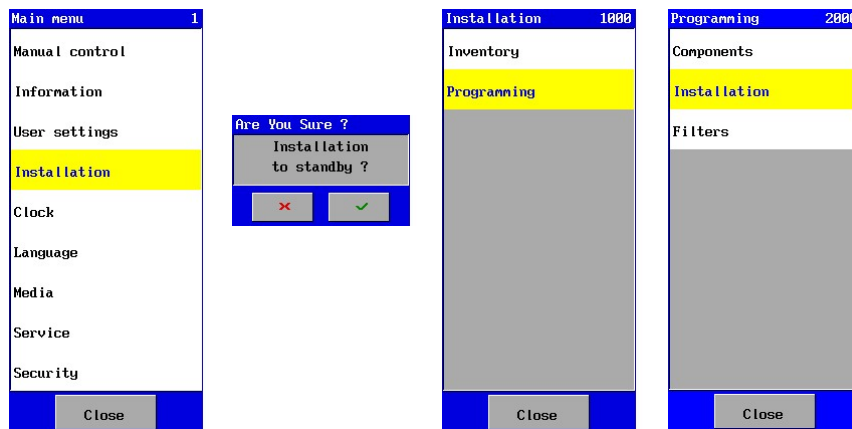 Main menu 1
Manual control
Information
User settings
Installation
Clock
Language
Media
Service
Security
Close
Are You Sure ?
Installation
to standby ?
Installation 1000
Inventory
Programming
Close
Programming 2000
Components
Installation
Filters
Close